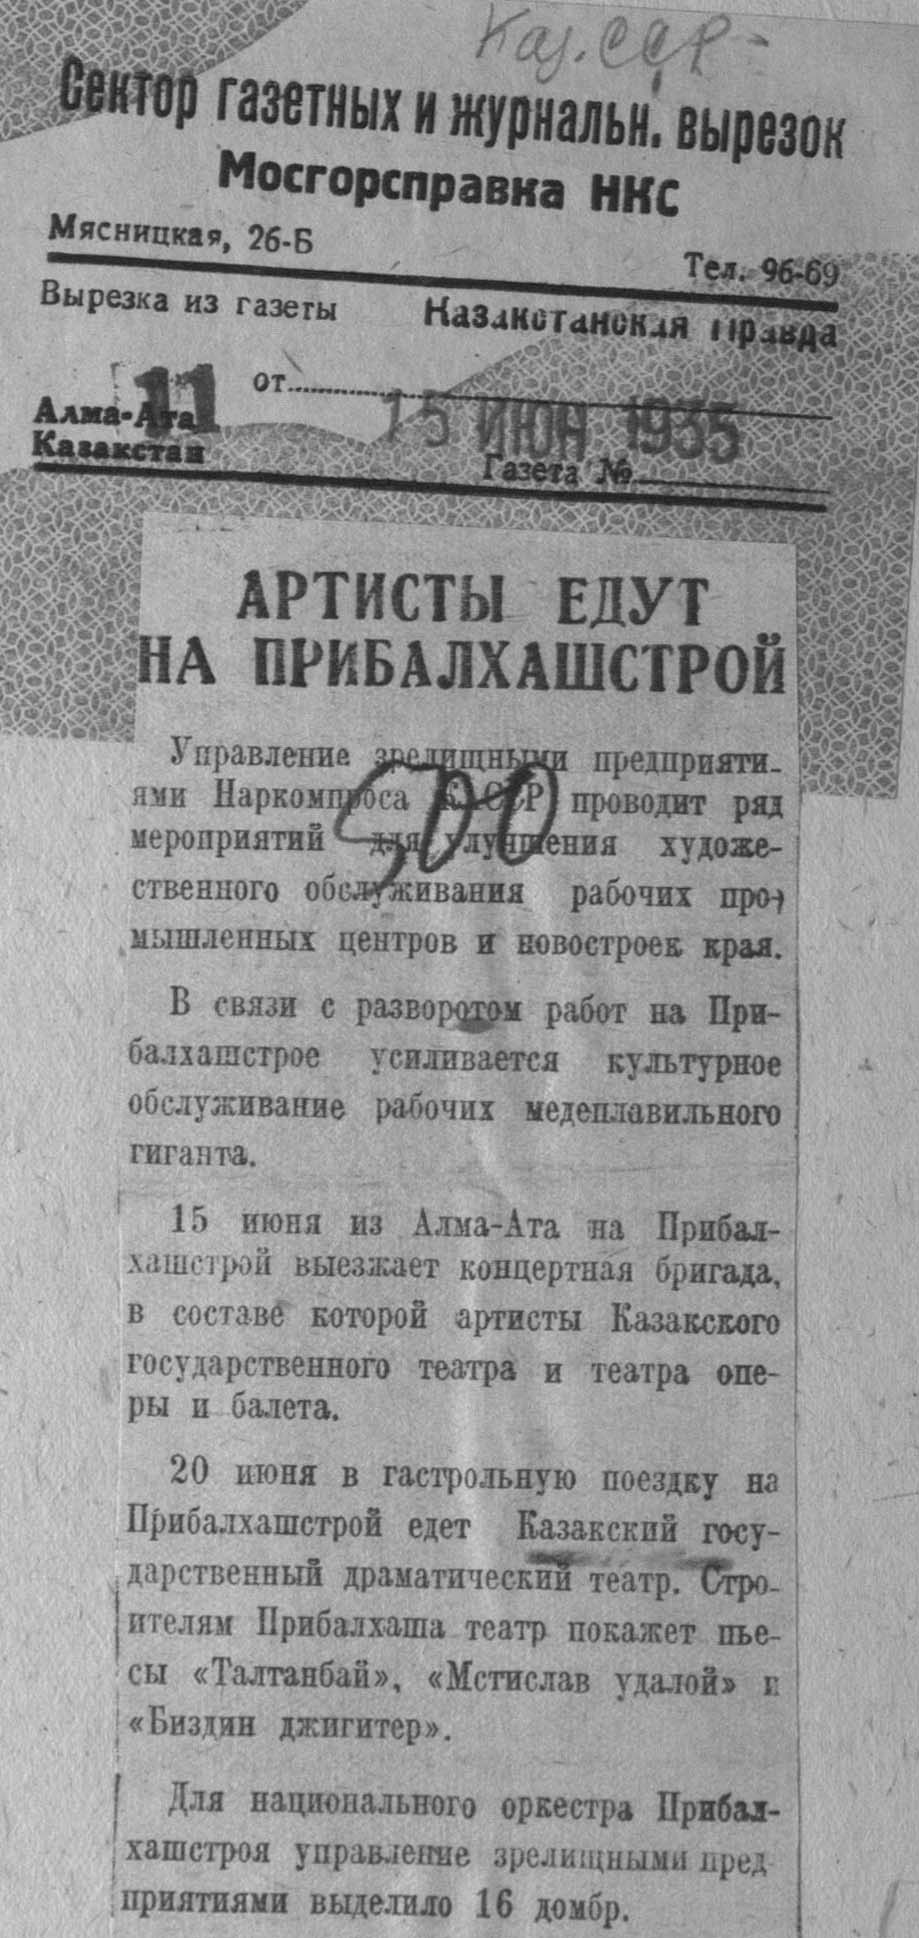 Каз. ССР
Сектор газетных и журнальн. вырезок
Мосгорсправка НКС
Мясницкая, 26-Б
Тел. 96-69
Вырезка из газеты Казакстанская Правда
11 от
15 ИЮН 1935
Алма-Ата
Казакстан
Газета №
АРТИСТЫ ЕДУТ
НА ПРИБАЛХАШСТРОЙ
Управление зрелищными предприяти-
ями Наркомпроса КССР проводит ряд
500
мероприятий для улучшения художе-
ственного обслуживания рабочих про-
мышленных центров и новостроек края.
В связи с разворотом работ на При-
балхашстрое усиливается культурное
обслуживание рабочих медеплавильного
гиганта.
15 июня из Алма-Ата на Прибал-
хашстрой выезжает концертная бригада,
в составе которой артисты Казакского
государственного театра и театра опе-
ры и балета.
20 июня в гастрольную поездку на
Прибалхашстрой едет Казакский госу-
дарственный драматический театр. Стро-
ителям Прибалхаша театр покажет пье-
сы «Талтанбай», «Мстислав удалой» и
«Биздин джигитер».
Для национального оркестра Прибал-
хашстроя управление зрелищными пред
приятиями выделило 16 домбр.